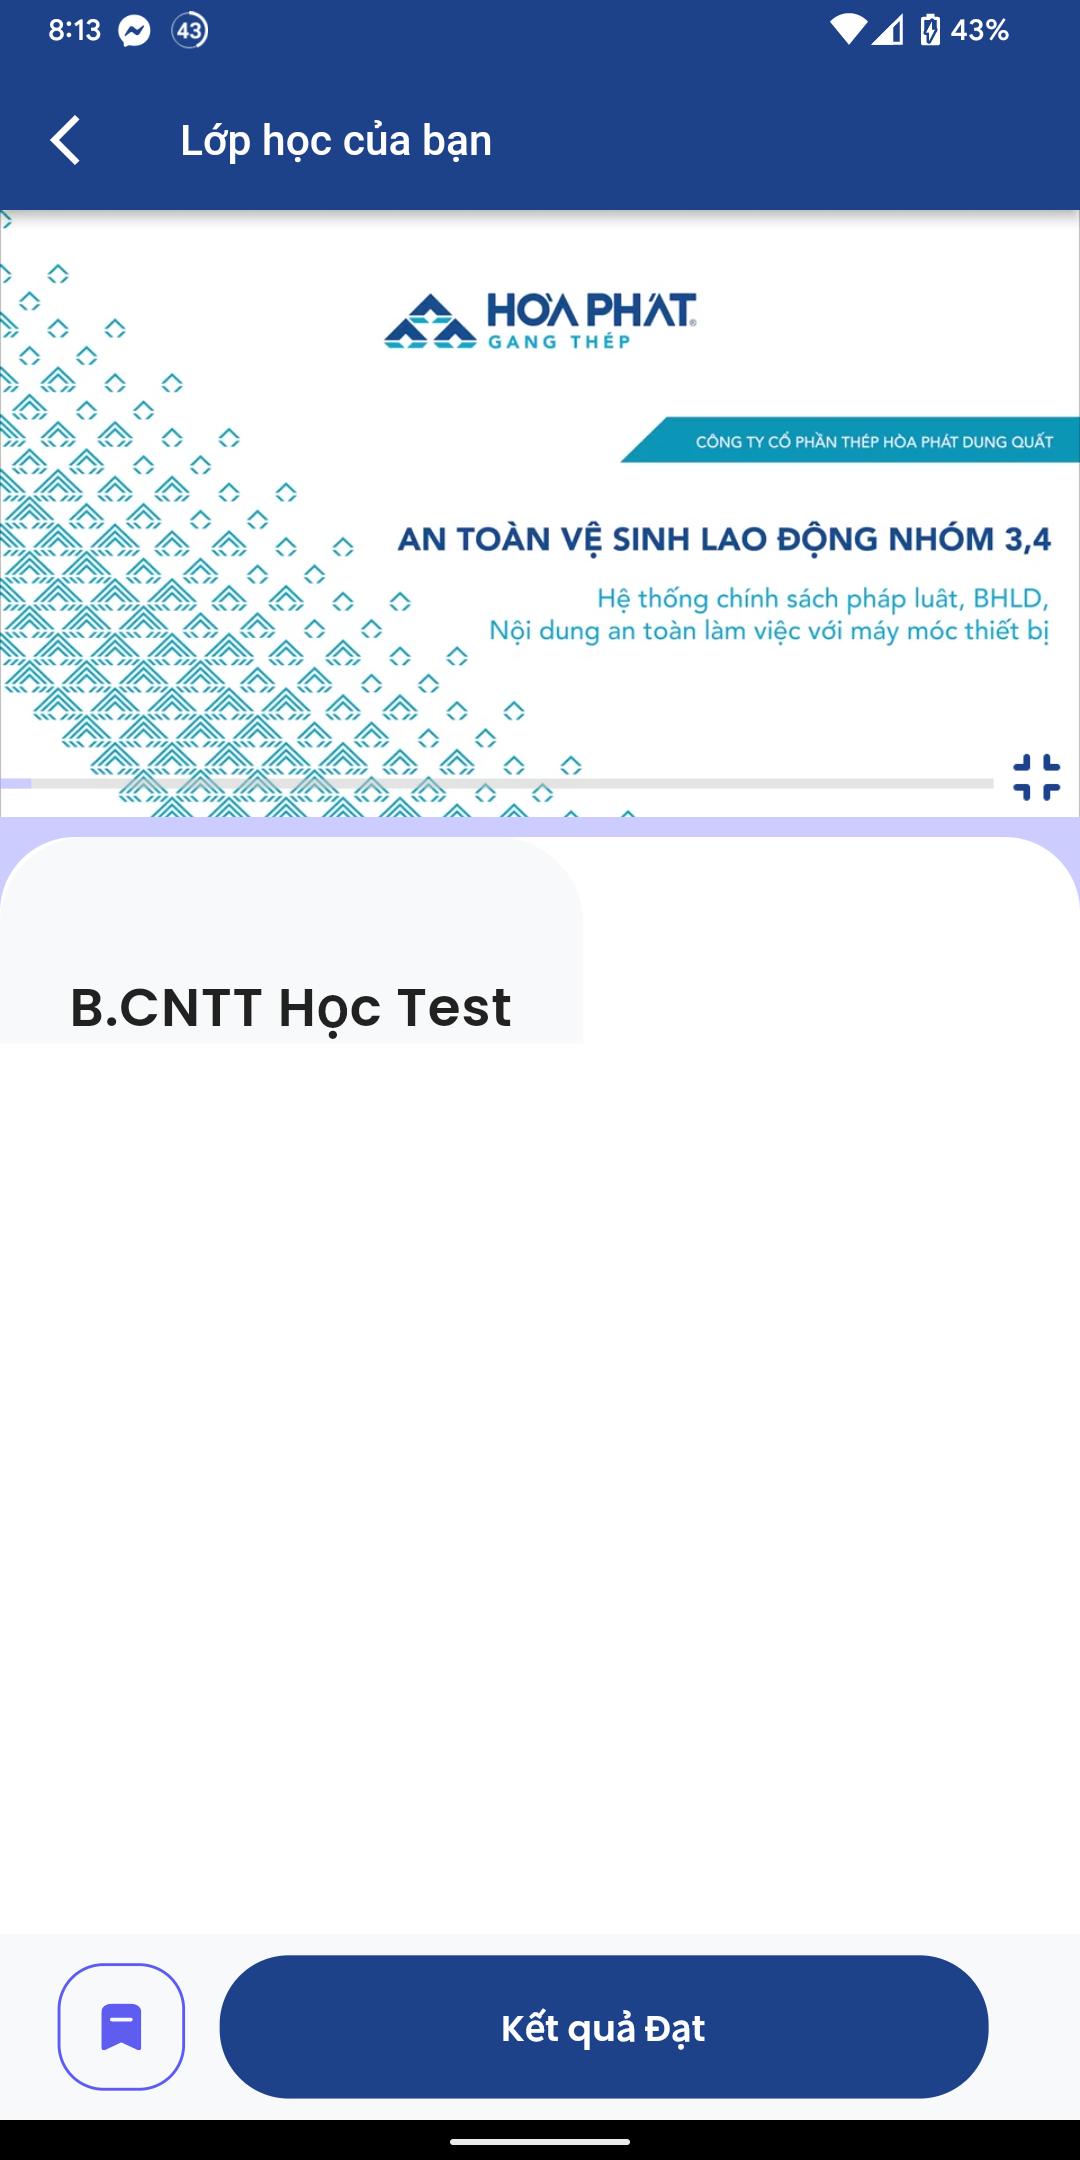 8:13
43
43%
Lớp học của bạn
HÒA PHÁT®
GANG THÉP
CÔNG TY CỔ PHẦN THÉP HÒA PHÁT DUNG QUẤT
AN TOÀN VỆ SINH LAO ĐỘNG NHÓM 3,4
Hệ thống chính sách pháp luât, BHLD,
Nội dung an toàn làm việc với máy móc thiết bị
B.CNTT Học Test
Kết quả Đạt